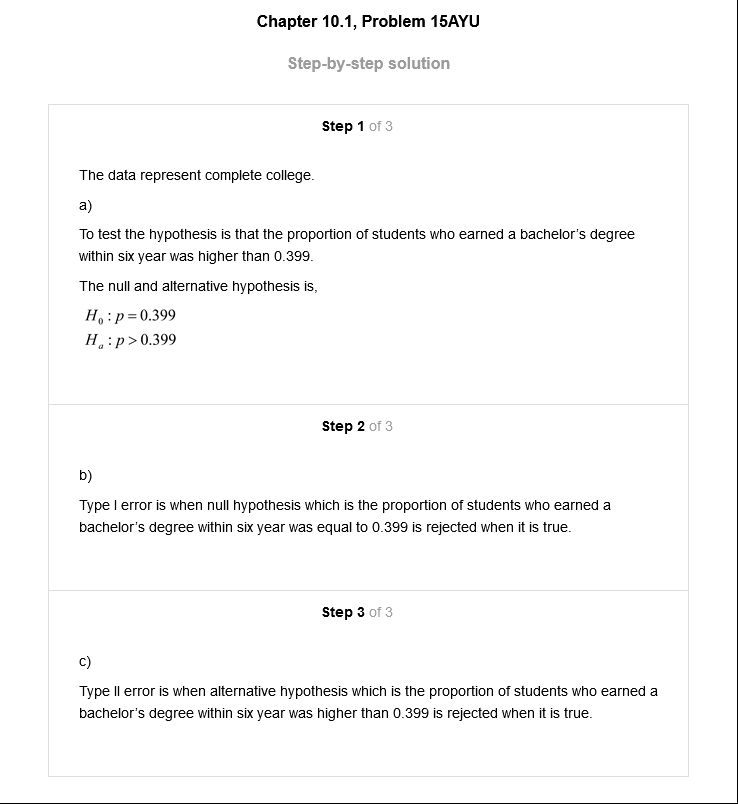 Chapter 10.1, Problem 15AYU
Step-by-step solution
Step 1 of 3
The data represent complete college.
a)
To test the hypothesis is that the proportion of students who earned a bachelor’s degree
within six year was higher than 0.399.
The null and alternative hypothesis is,
H₀ : p = 0.399
Hₐ : p > 0.399
Step 2 of 3
b)
Type I error is when null hypothesis which is the proportion of students who earned a
bachelor’s degree within six year was equal to 0.399 is rejected when it is true.
Step 3 of 3
c)
Type II error is when alternative hypothesis which is the proportion of students who earned a
bachelor’s degree within six year was higher than 0.399 is rejected when it is true.